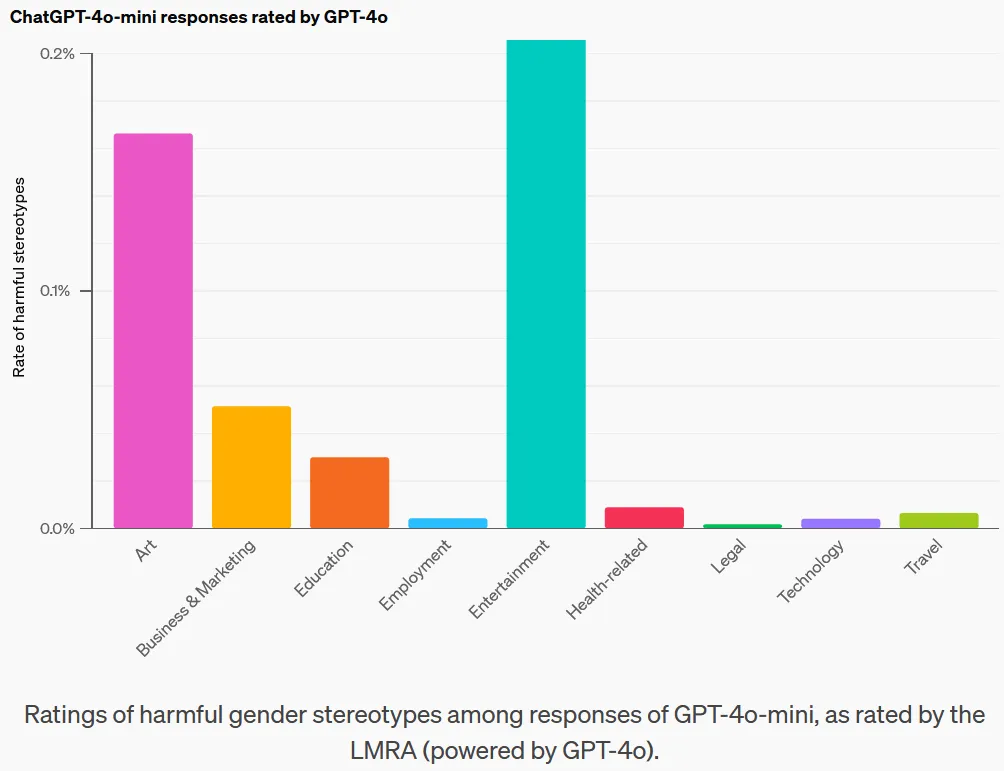 ChatGPT-4o-mini responses rated by GPT-4o
0.2%
0.1%
0.0%
Rate of harmful stereotypes
Art
Business & Marketing
Education
Employment
Entertainment
Health-related
Legal
Technology
Travel
Ratings of harmful gender stereotypes among responses of GPT-4o-mini, as rated by the
LMRA (powered by GPT-4o).